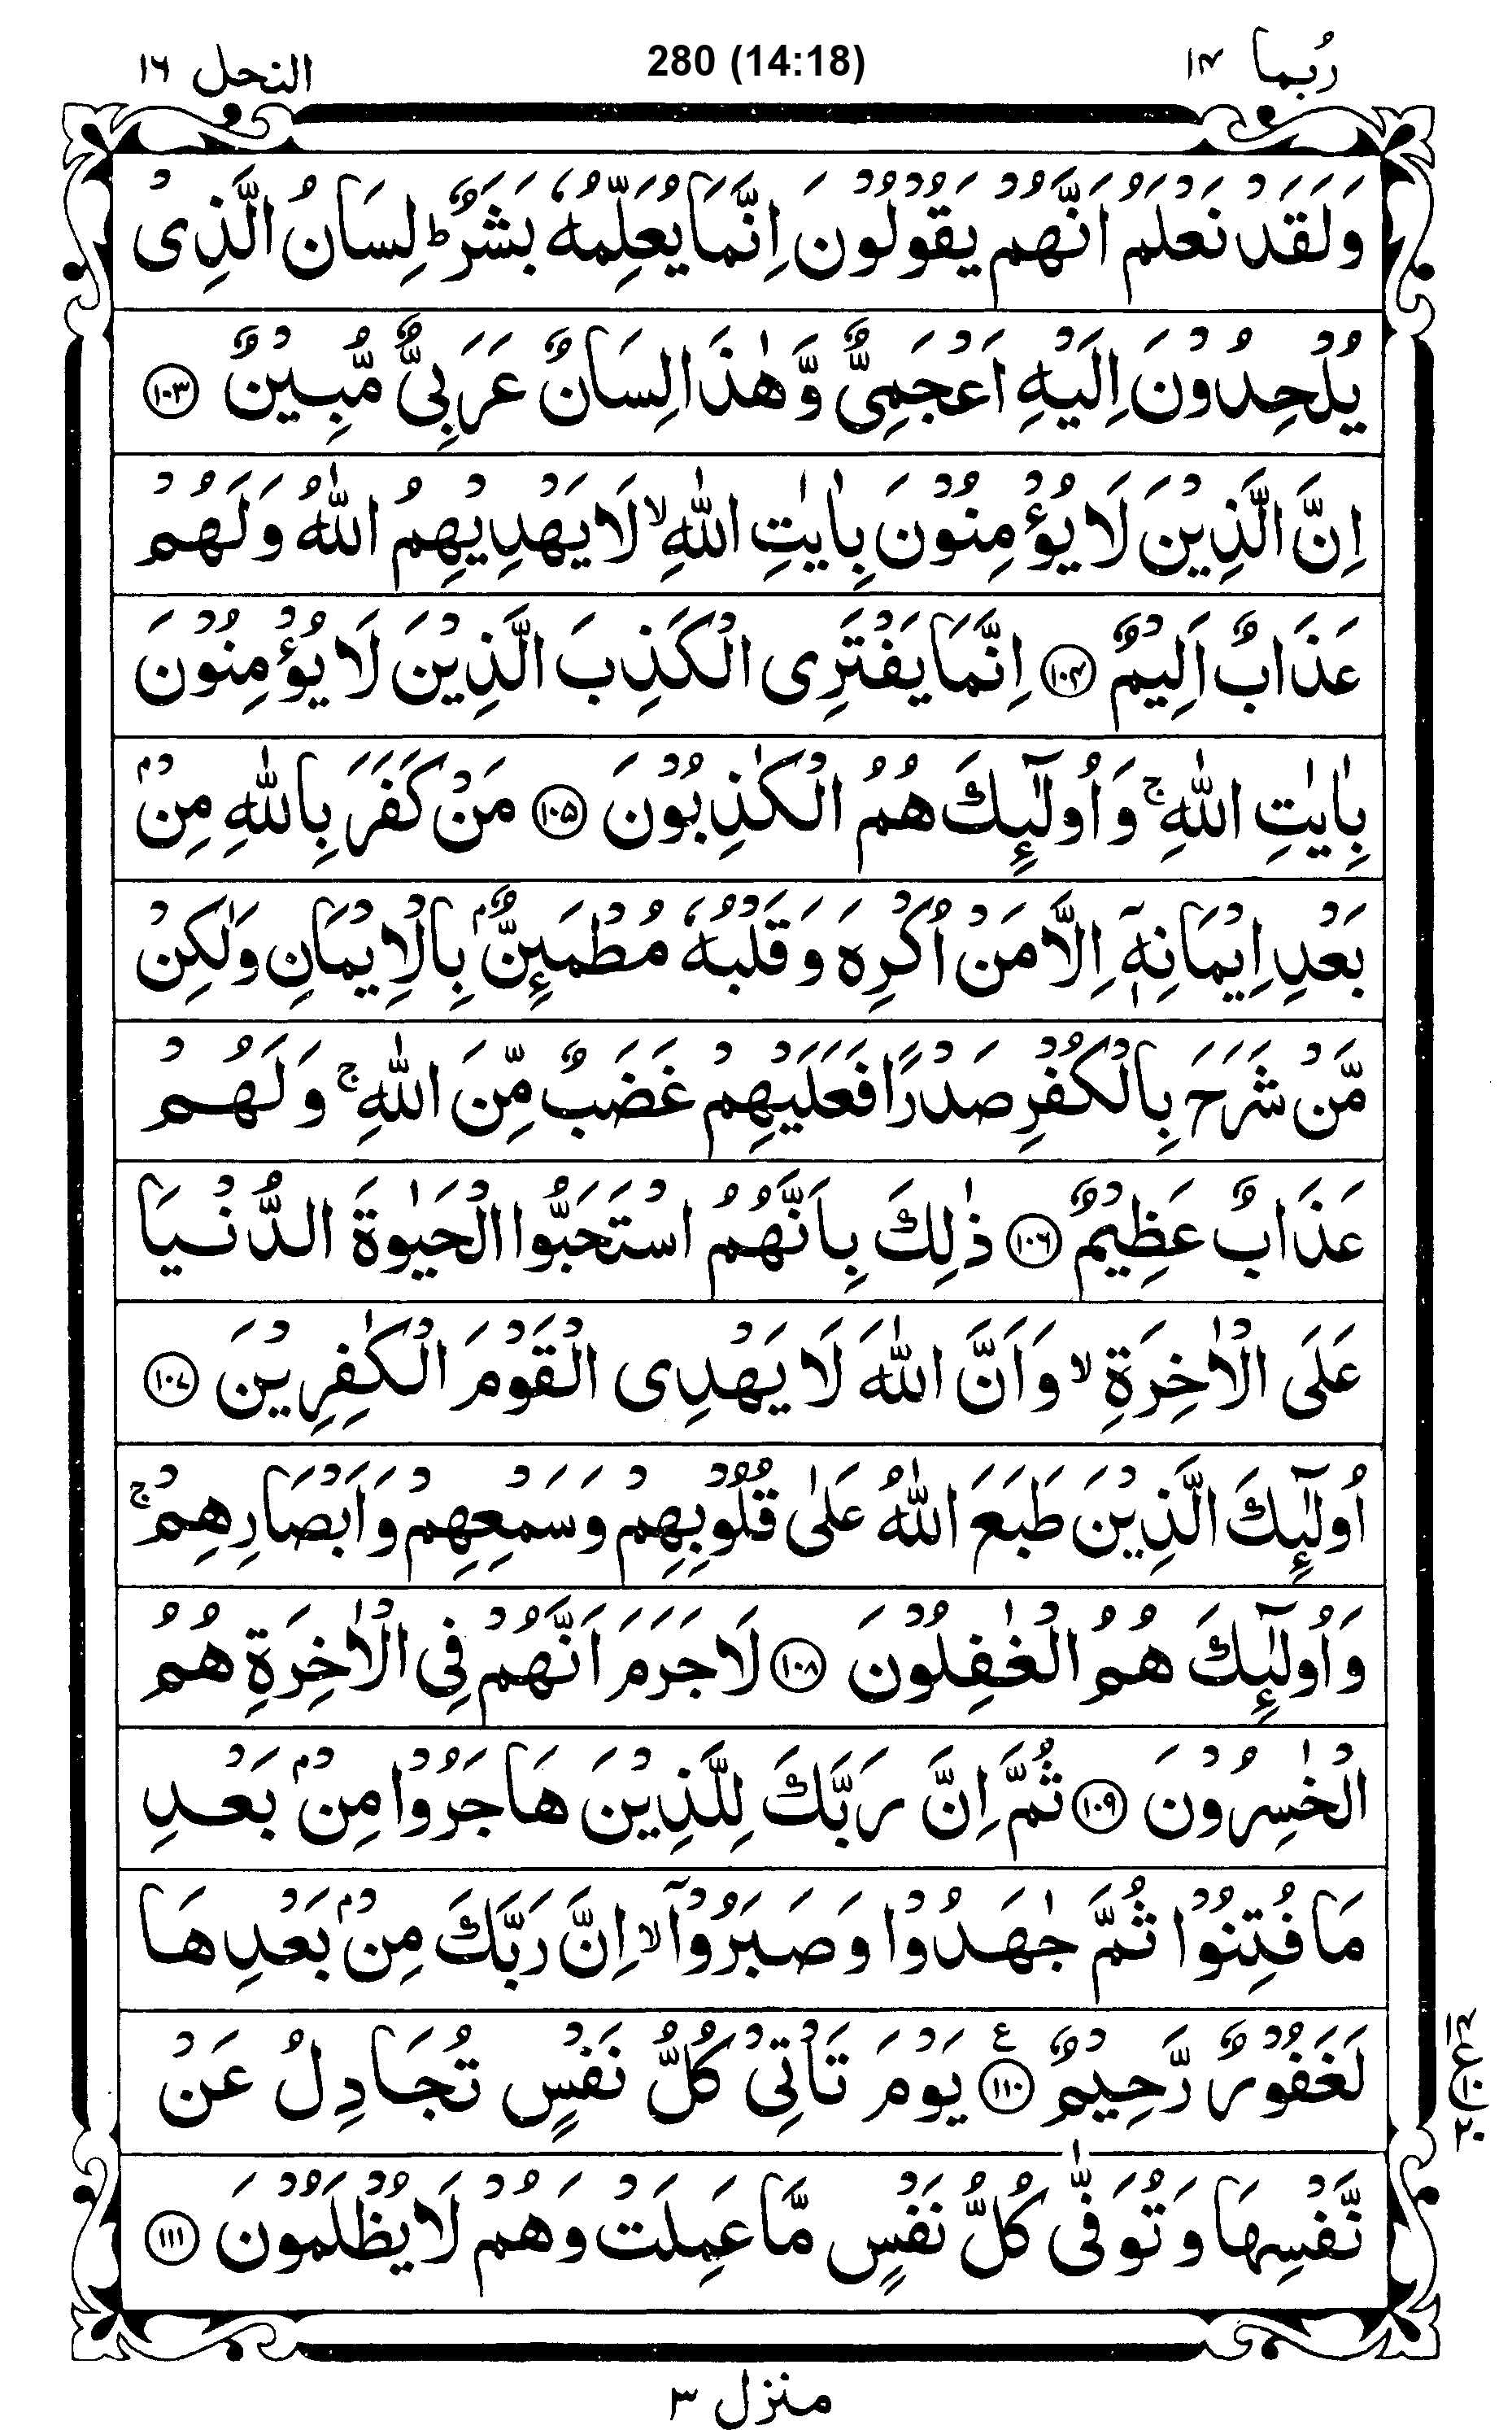 رُبَمَا ١٤
280 (14:18)
النحل ١٦
وَلَقَدْ نَعْلَمُ اَنَّهُمْ يَقُوْلُوْنَ اِنَّمَا يُعَلِّمُهٗ بَشَرٌ ؕ لِسَانُ الَّذِىْ
يُلْحِدُوْنَ اِلَيْهِ اَعْجَمِىٌّ وَّهٰذَا لِسَانٌ عَرَبِىٌّ مُّبِيْنٌ ﴿١٠٣﴾
اِنَّ الَّذِيْنَ لَا يُؤْمِنُوْنَ بِاٰيٰتِ اللّٰهِ ۙ لَا يَهْدِيْهِمُ اللّٰهُ وَلَهُمْ
عَذَابٌ اَلِيْمٌ ﴿١٠٤﴾ اِنَّمَا يَفْتَرِى الْكَذِبَ الَّذِيْنَ لَا يُؤْمِنُوْنَ
بِاٰيٰتِ اللّٰهِ ۚ وَاُولٰٓئِكَ هُمُ الْكٰذِبُوْنَ ﴿١٠٥﴾ مَنْ كَفَرَ بِاللّٰهِ مِنْۢ
بَعْدِ اِيْمَانِهٖٓ اِلَّا مَنْ اُكْرِهَ وَقَلْبُهٗ مُطْمَئِنٌّۢ بِالْاِيْمَانِ وَلٰكِنْ
مَّنْ شَرَحَ بِالْكُفْرِ صَدْرًا فَعَلَيْهِمْ غَضَبٌ مِّنَ اللّٰهِ ۚ وَلَهُمْ
عَذَابٌ عَظِيْمٌ ﴿١٠٦﴾ ذٰلِكَ بِاَنَّهُمُ اسْتَحَبُّوا الْحَيٰوةَ الدُّنْيَا
عَلَى الْاٰخِرَةِ ۙ وَاَنَّ اللّٰهَ لَا يَهْدِى الْقَوْمَ الْكٰفِرِيْنَ ﴿١٠٧﴾
اُولٰٓئِكَ الَّذِيْنَ طَبَعَ اللّٰهُ عَلٰى قُلُوْبِهِمْ وَسَمْعِهِمْ وَاَبْصَارِهِمْ ۚ
وَاُولٰٓئِكَ هُمُ الْغٰفِلُوْنَ ﴿١٠٨﴾ لَا جَرَمَ اَنَّهُمْ فِى الْاٰخِرَةِ هُمُ
الْخٰسِرُوْنَ ﴿١٠٩﴾ ثُمَّ اِنَّ رَبَّكَ لِلَّذِيْنَ هَاجَرُوْا مِنْۢ بَعْدِ
مَا فُتِنُوْا ثُمَّ جٰهَدُوْا وَصَبَرُوْۤا ۙ اِنَّ رَبَّكَ مِنْۢ بَعْدِهَا
لَغَفُوْرٌ رَّحِيْمٌ ﴿١١٠﴾ ع يَوْمَ تَاْتِىْ كُلُّ نَفْسٍ تُجَادِلُ عَنْ
نَّفْسِهَا وَتُوَفّٰى كُلُّ نَفْسٍ مَّا عَمِلَتْ وَهُمْ لَا يُظْلَمُوْنَ ﴿١١١﴾
١٤ ع ١٠ ٢٠
منزل ٣